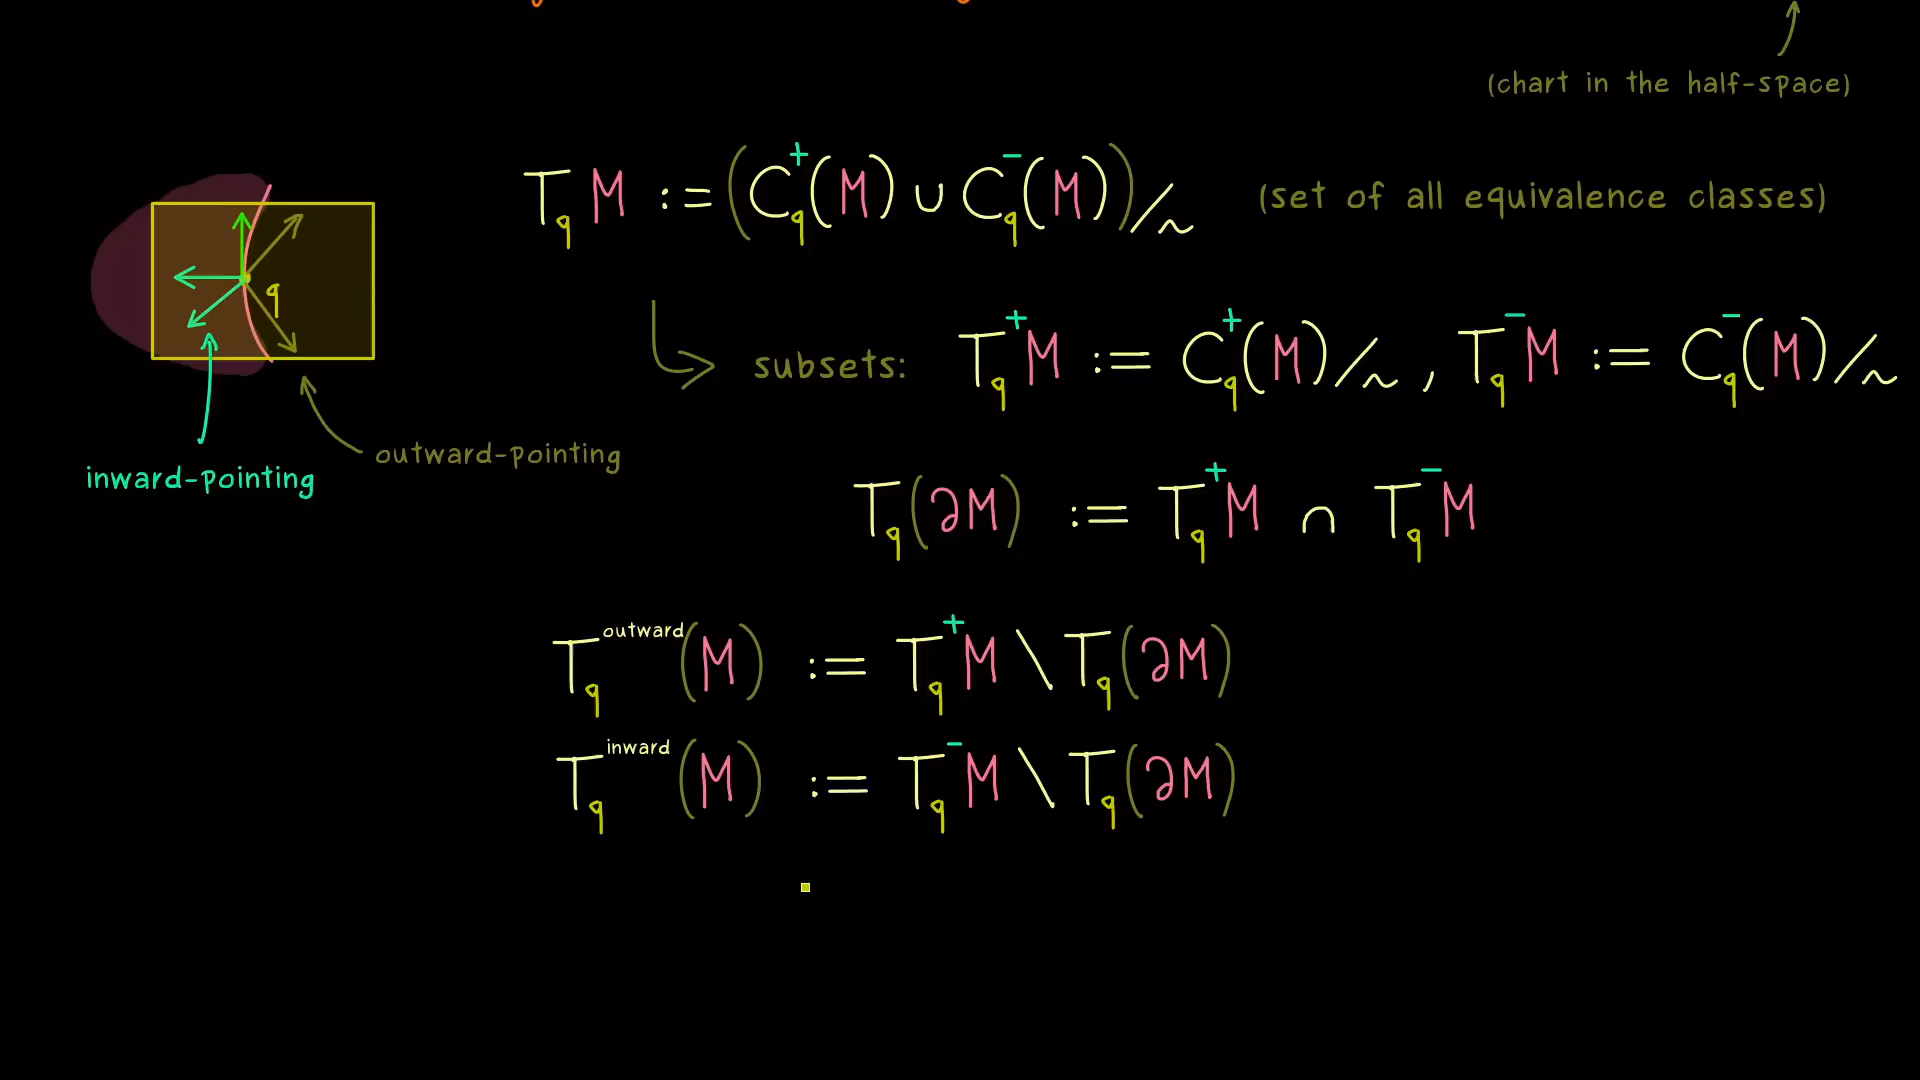 (chart in the half-space)
T_q M := (C_q^+(M) ∪ C_q^-(M))/~ (set of all equivalence classes)
q
subsets: T_q^+ M := C_q^+(M)/~ , T_q^- M := C_q^-(M)/~
outward-pointing
inward-pointing
T_q(∂M) := T_q^+ M ∩ T_q^- M
T_q^outward(M) := T_q^+ M \ T_q(∂M)
T_q^inward(M) := T_q^- M \ T_q(∂M)